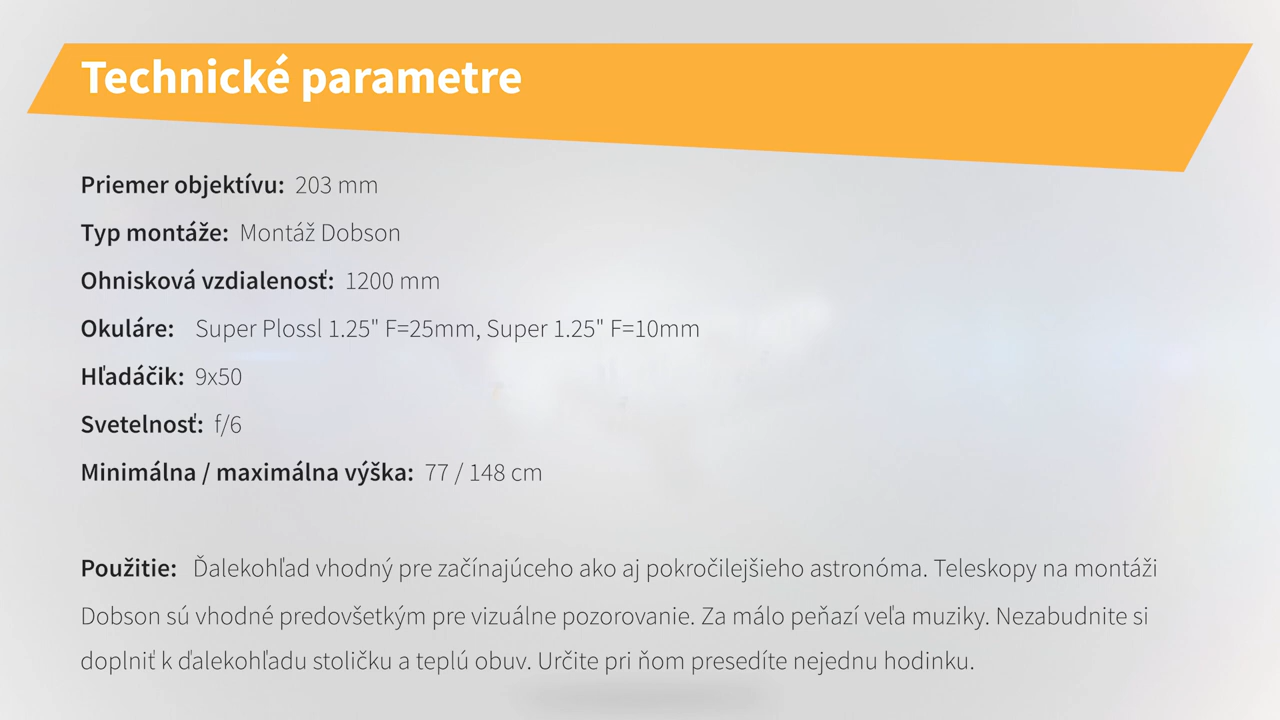 Technické parametre
Priemer objektívu: 203 mm
Typ montáže: Montáž Dobson
Ohnisková vzdialenosť: 1200 mm
Okuláre: Super Plossl 1.25" F=25mm, Super 1.25" F=10mm
Hľadáčik: 9x50
Svetelnosť: f/6
Minimálna / maximálna výška: 77 / 148 cm
Použitie: Ďalekohľad vhodný pre začínajúceho ako aj pokročilejšieho astronóma. Teleskopy na montáži
Dobson sú vhodné predovšetkým pre vizuálne pozorovanie. Za málo peňazí veľa muziky. Nezabudnite si
doplniť k ďalekohľadu stoličku a teplú obuv. Určite pri ňom presedíte nejednu hodinku.